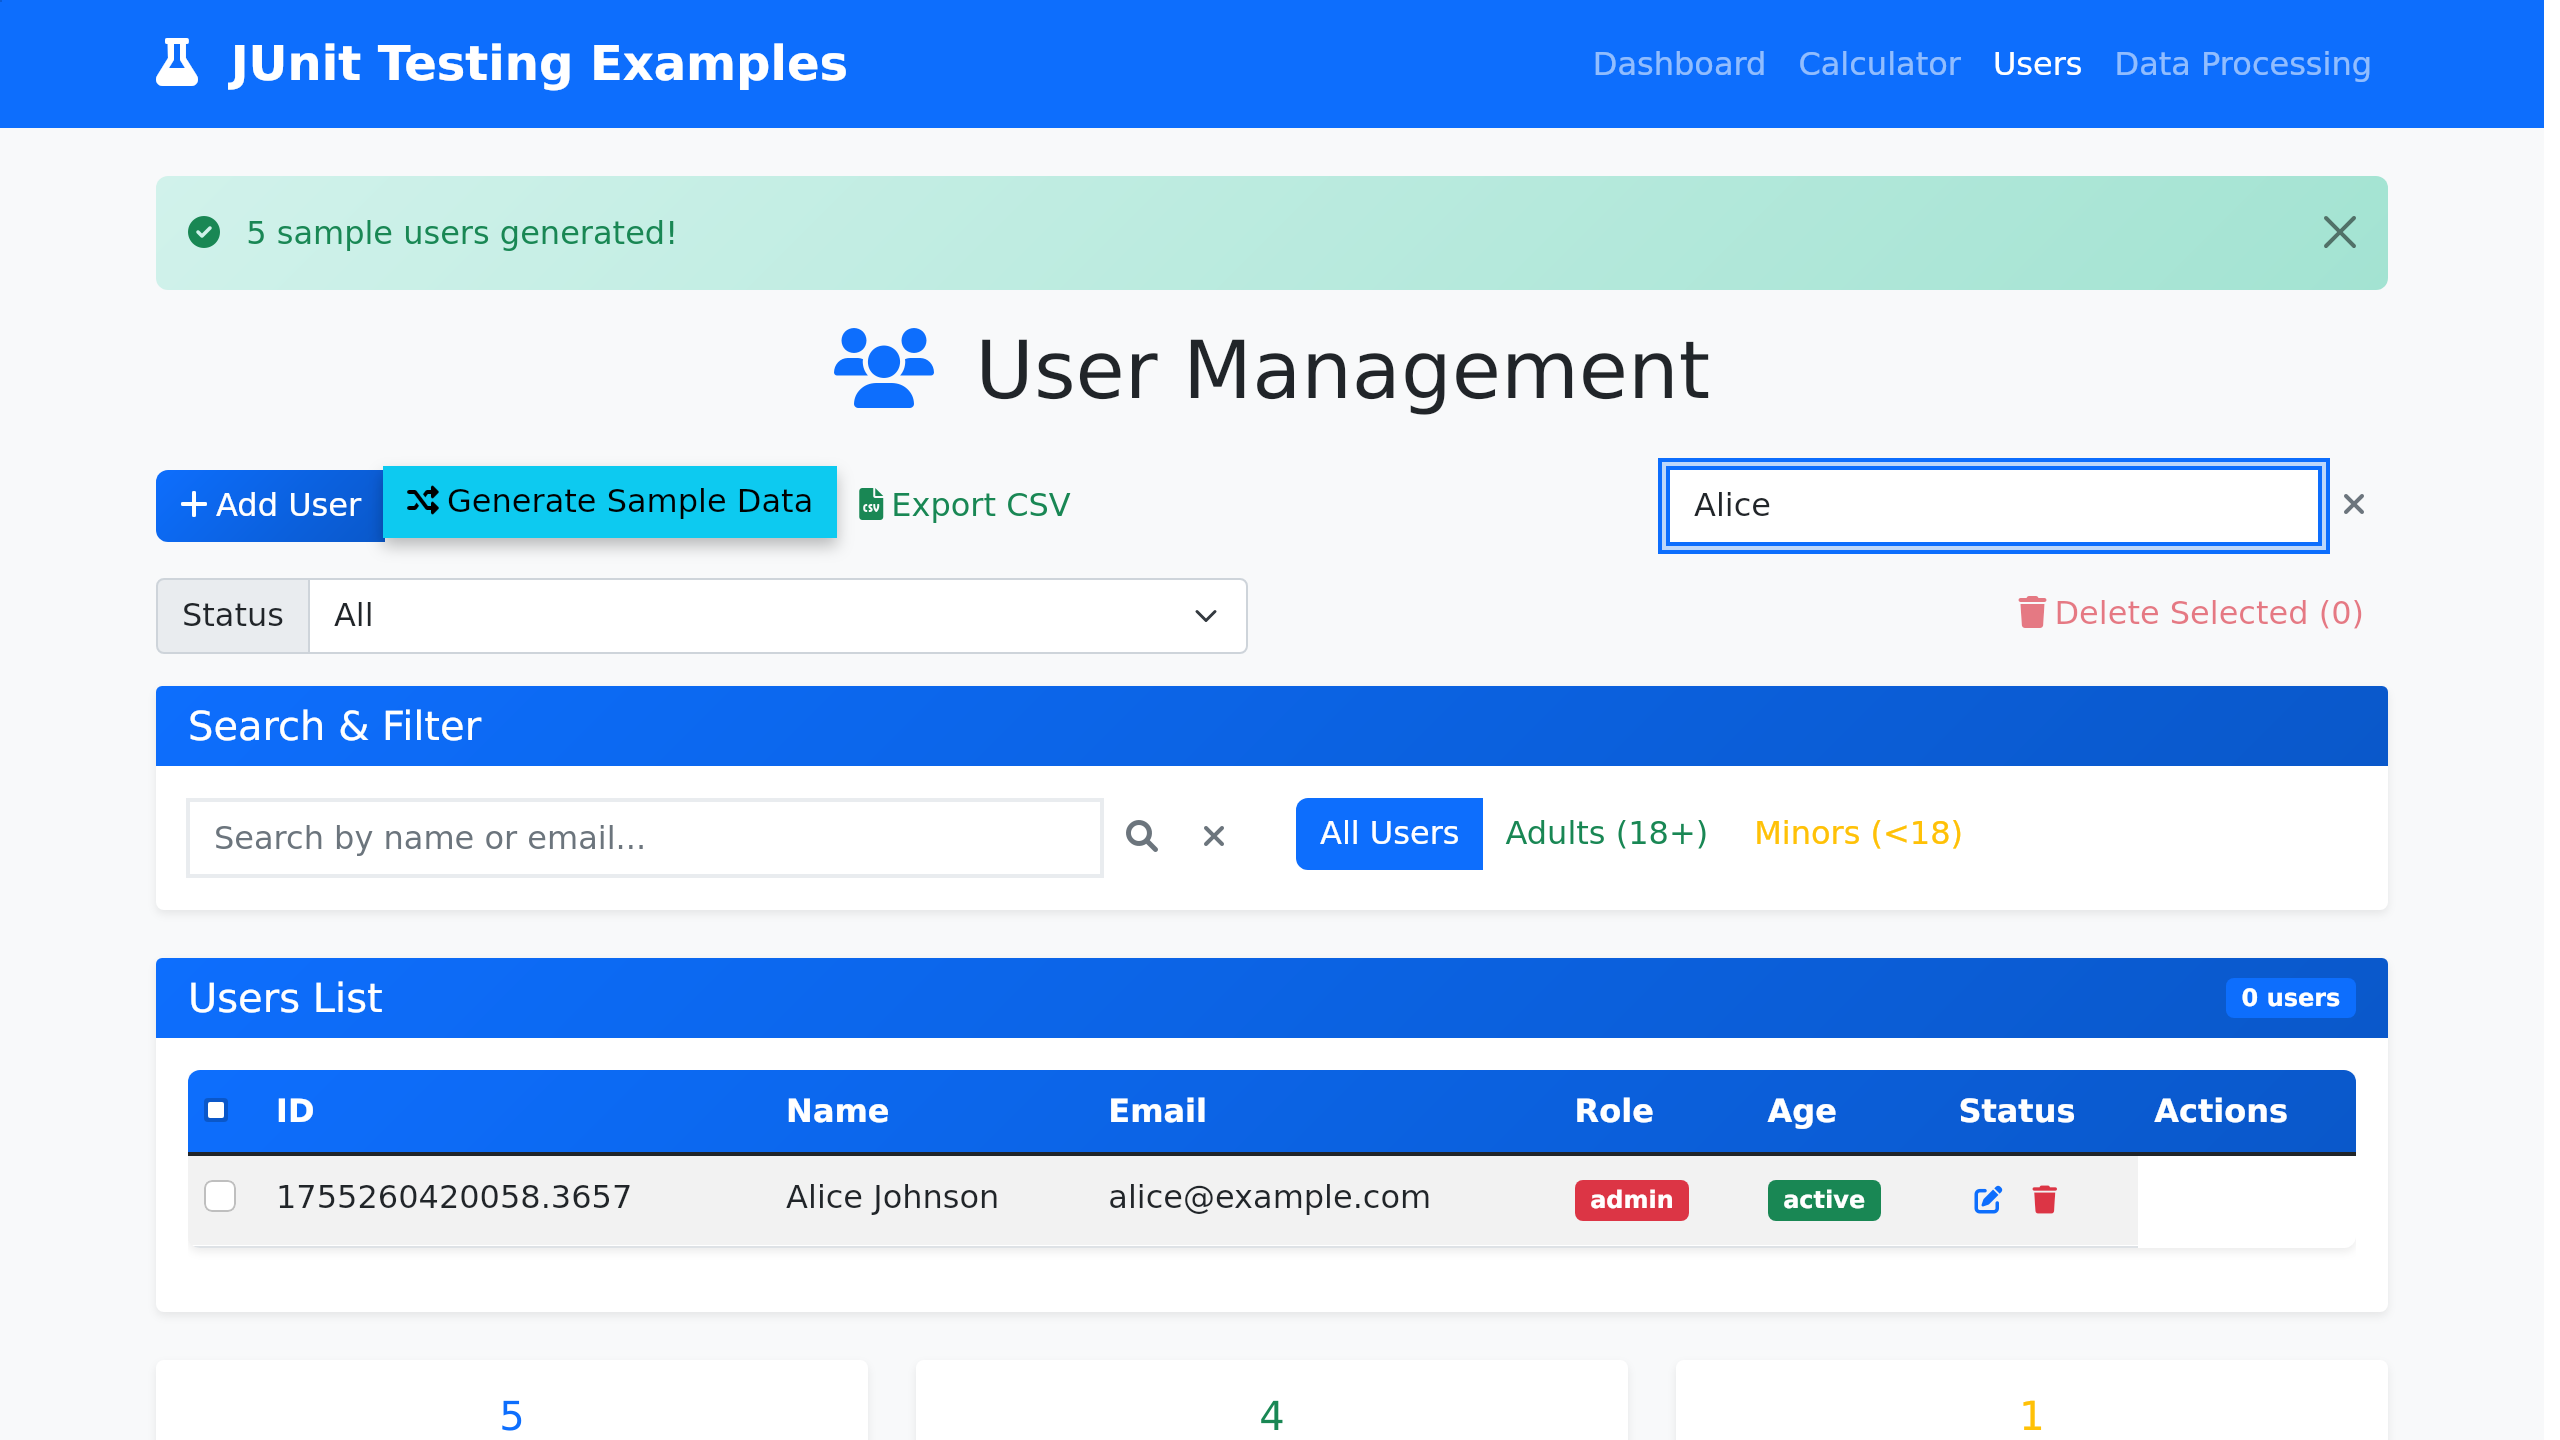 JUnit Testing Examples
Dashboard Calculator Users Data Processing
5 sample users generated!
User Management
Add User Generate Sample Data Export CSV Alice
Status All Delete Selected (0)
Search & Filter
Search by name or email... All Users Adults (18+) Minors (<18)
Users List 0 users
ID Name Email Role Age Status Actions
1755260420058.3657 Alice Johnson alice@example.com admin active
5 4 1